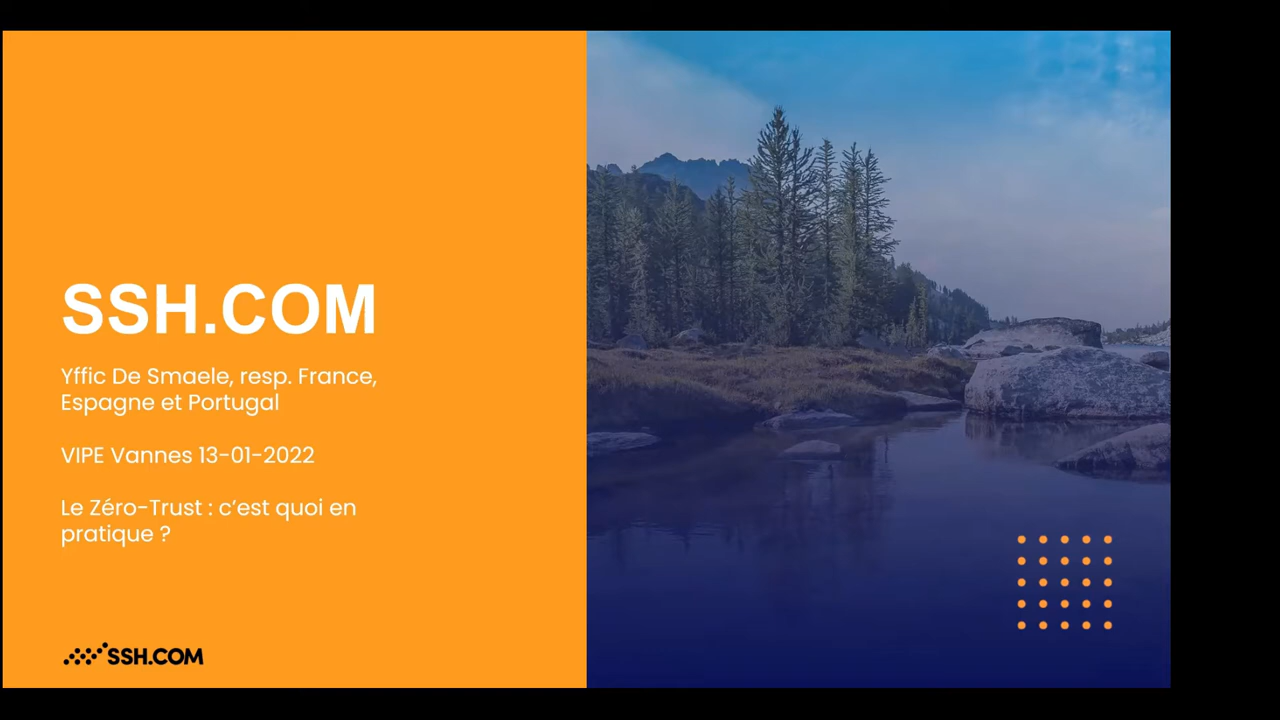 SSH.COM
Yffic De Smaele, resp. France,
Espagne et Portugal
VIPE Vannes 13-01-2022
Le Zéro-Trust : c’est quoi en
pratique ?
SSH.COM